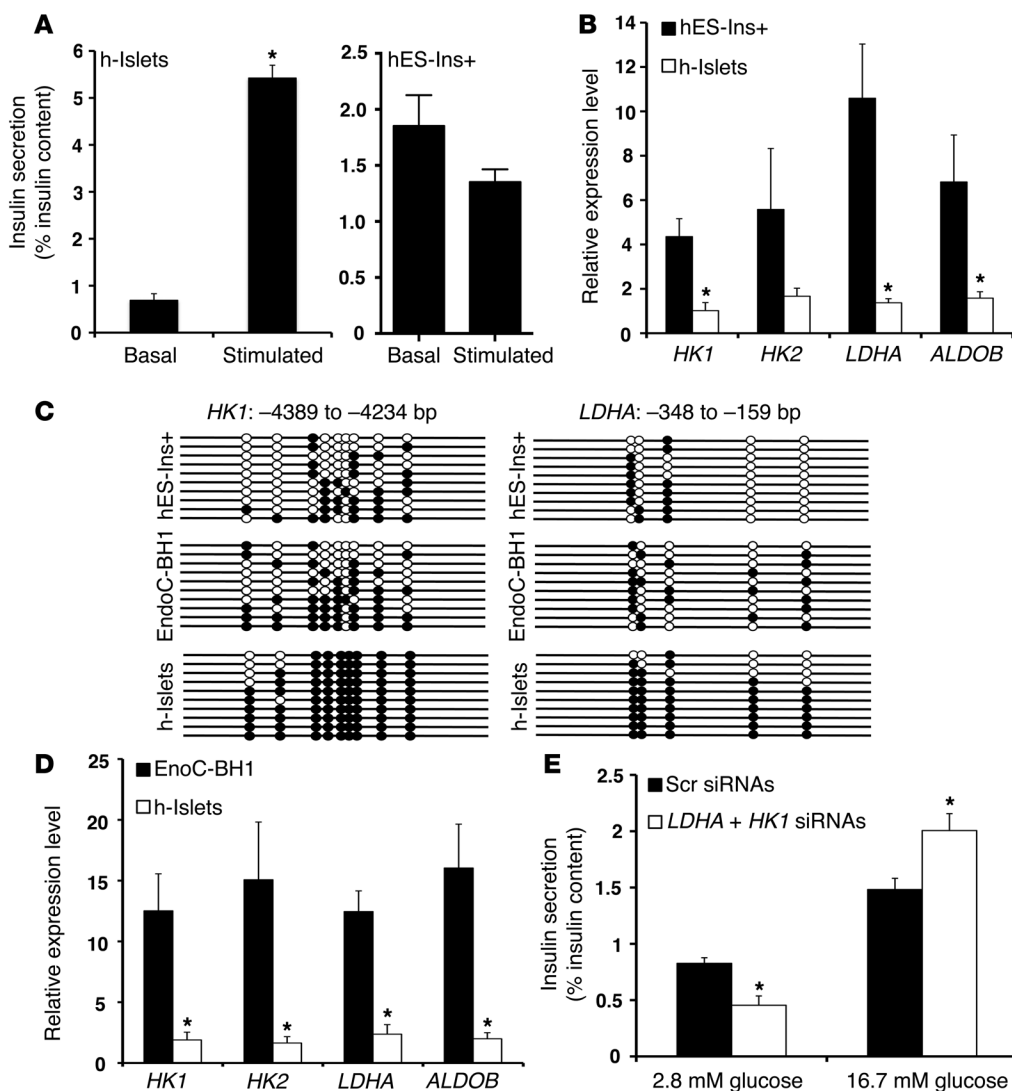 A
h-Islets
Insulin secretion
(% insulin content)
6
5
4
3
2
1
0
*
Basal
Stimulated
hES-Ins+
2.5
2.0
1.5
1.0
0.5
0.0
Basal Stimulated
B
hES-Ins+
h-Islets
Relative expression level
14
12
10
8
6
4
2
0
*
*
*
HK1
HK2
LDHA
ALDOB
C
HK1: –4389 to –4234 bp
LDHA: –348 to –159 bp
hES-Ins+
hES-Ins+
EndoC-BH1
EndoC-BH1
h-Islets
h-Islets
D
EnoC-BH1
h-Islets
Relative expression level
25
20
15
10
5
0
*
*
*
*
HK1
HK2
LDHA
ALDOB
E
Scr siRNAs
LDHA + HK1 siRNAs
Insulin secretion
(% insulin content)
2.5
2
1.5
1
0.5
0
*
*
2.8 mM glucose
16.7 mM glucose